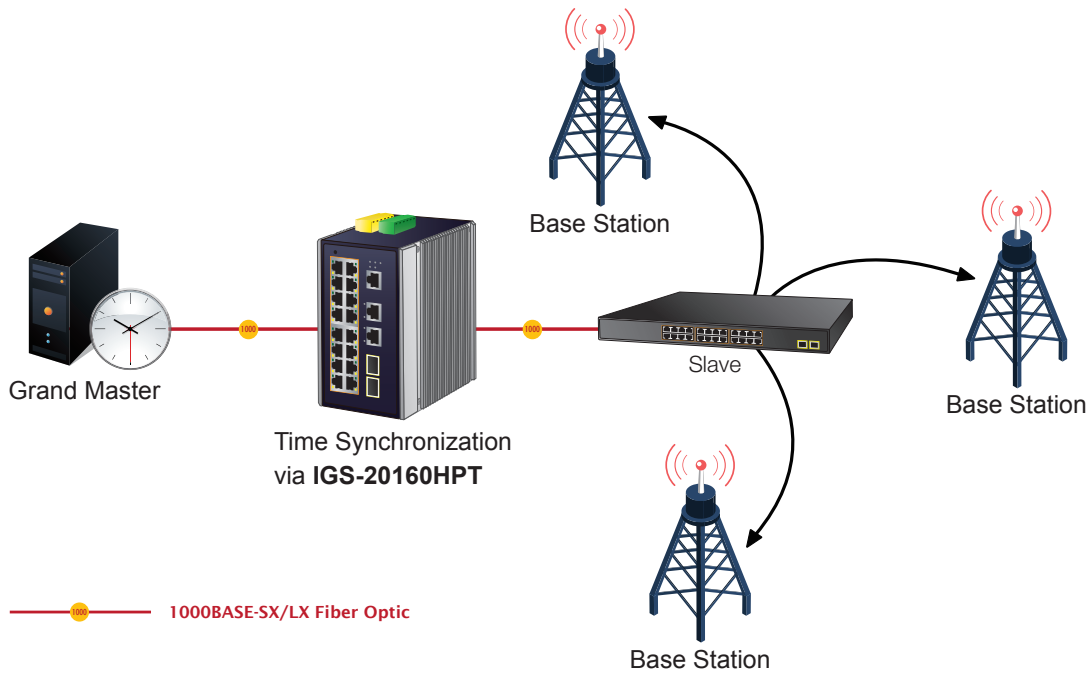 Base Station
Base Station
Grand Master
1000
1000
Slave
Time Synchronization
via IGS-20160HPT
1000
1000BASE-SX/LX Fiber Optic
Base Station